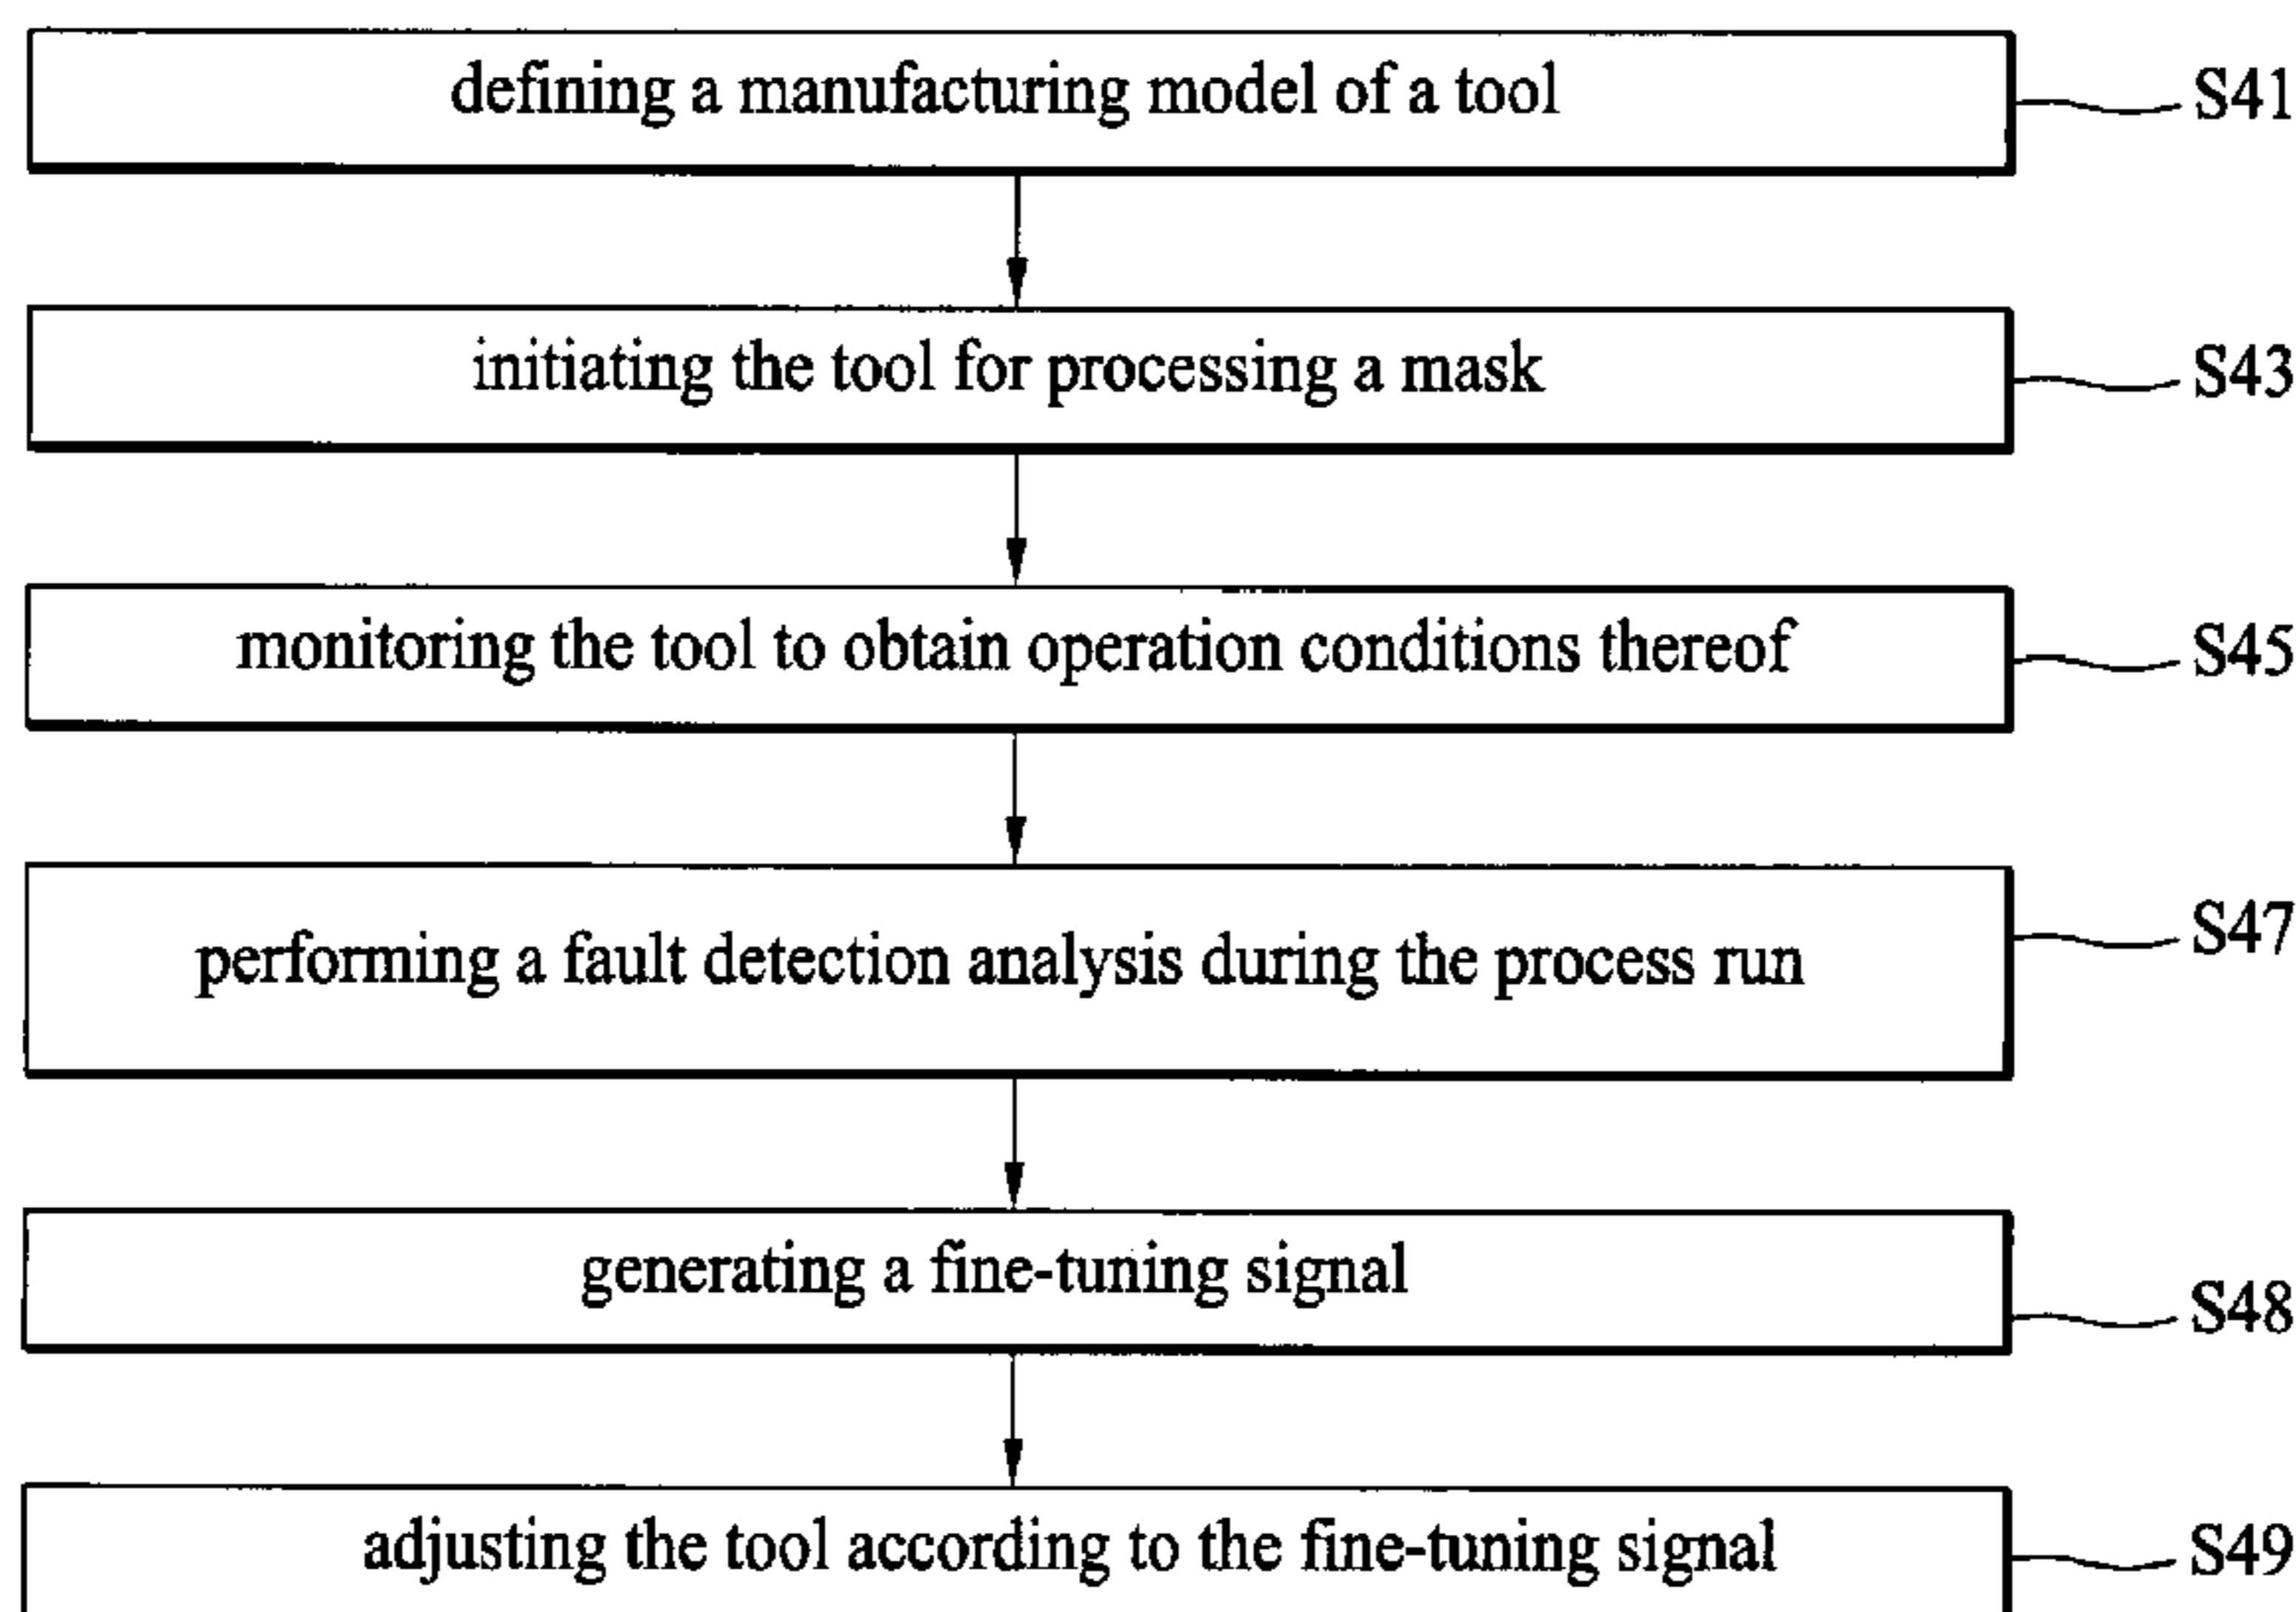 defining a manufacturing model of a tool
S41
initiating the tool for processing a mask
S43
monitoring the tool to obtain operation conditions thereof
S45
performing a fault detection analysis during the process run
S47
generating a fine-tuning signal
S48
adjusting the tool according to the fine-tuning signal
S49